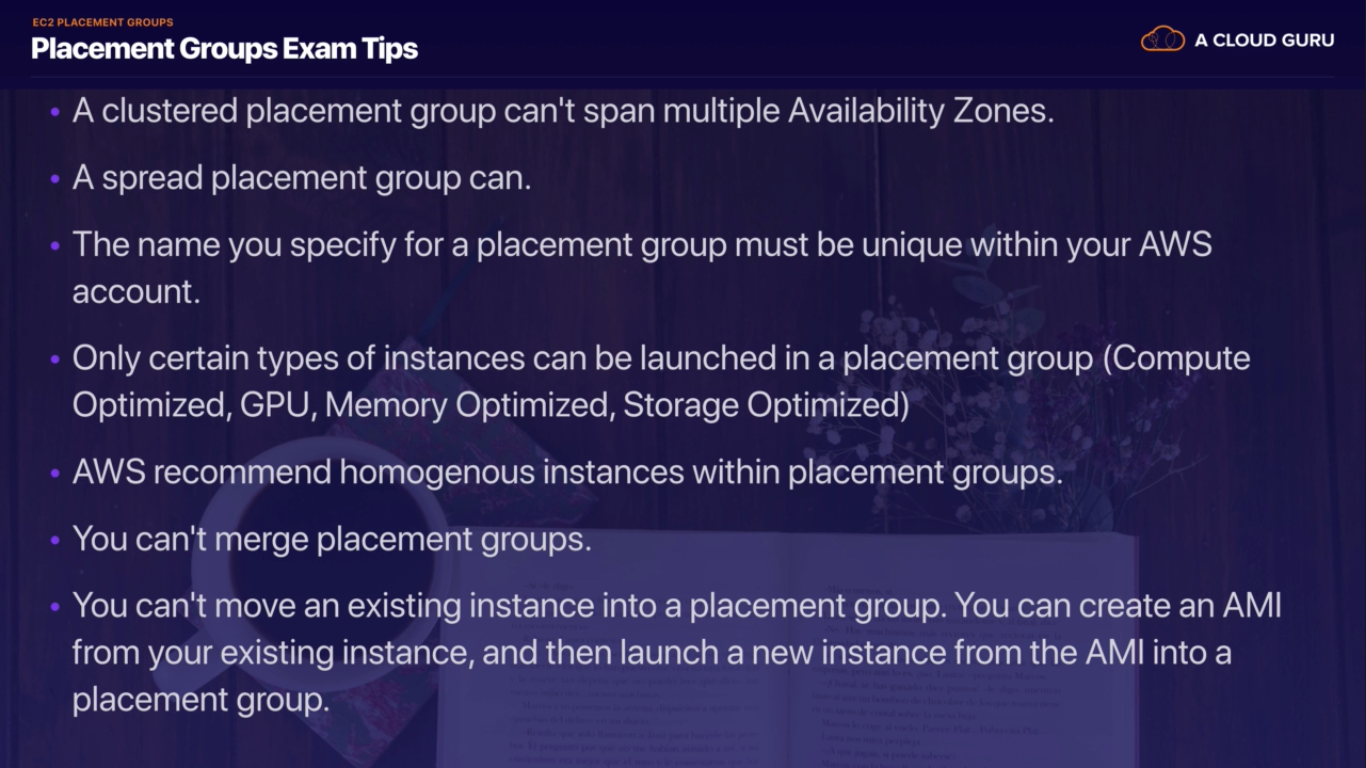 EC2 PLACEMENT GROUPS
Placement Groups Exam Tips
A CLOUD GURU
• A clustered placement group can't span multiple Availability Zones.
• A spread placement group can.
• The name you specify for a placement group must be unique within your AWS
account.
• Only certain types of instances can be launched in a placement group (Compute
Optimized, GPU, Memory Optimized, Storage Optimized)
• AWS recommend homogenous instances within placement groups.
• You can't merge placement groups.
• You can't move an existing instance into a placement group. You can create an AMI
from your existing instance, and then launch a new instance from the AMI into a
placement group.